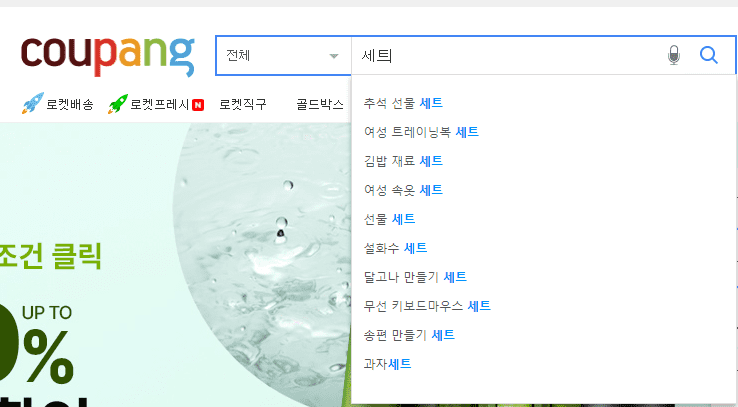 coupang
전체
세트
로켓배송 로켓프레시 N 로켓직구 골드박스
추석 선물 세트
여성 트레이닝복 세트
김밥 재료 세트
여성 속옷 세트
선물 세트
설화수 세트
달고나 만들기 세트
무선 키보드마우스 세트
송편 만들기 세트
과자세트
조건 클릭
UP TO
0%